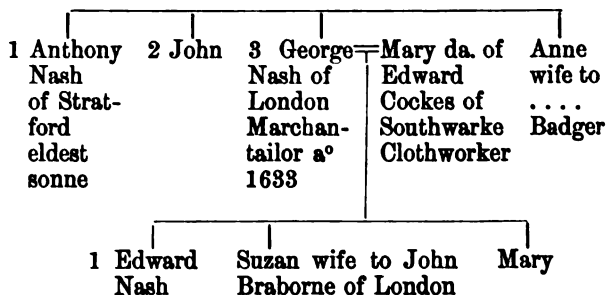 1 Anthony 2 John 3 George Mary da. of Anne
Nash Nash of Edward wife to
of Strat- London Cockes of . . . .
ford Marchan- Southwarke Badger
eldest tailor aº Clothworker
sonne 1633
1 Edward Suzan wife to John Mary
Nash Braborne of London